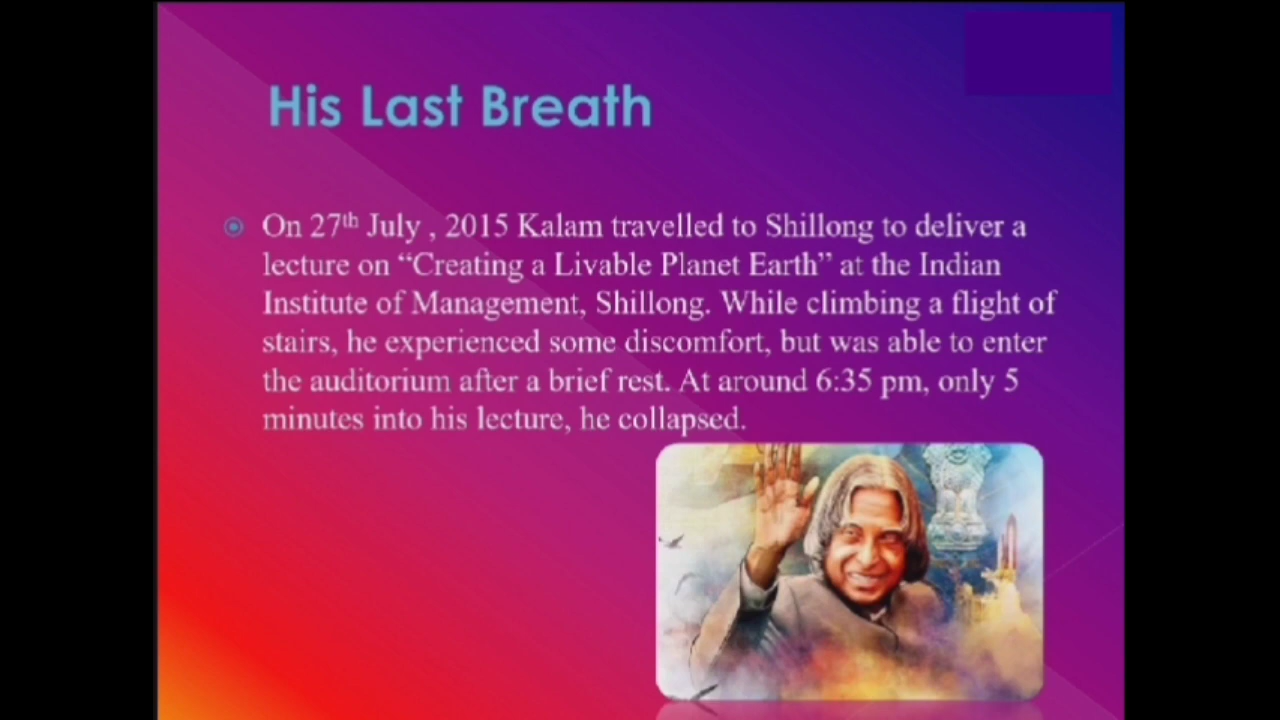 His Last Breath
On 27th July , 2015 Kalam travelled to Shillong to deliver a
lecture on “Creating a Livable Planet Earth” at the Indian
Institute of Management, Shillong. While climbing a flight of
stairs, he experienced some discomfort, but was able to enter
the auditorium after a brief rest. At around 6:35 pm, only 5
minutes into his lecture, he collapsed.